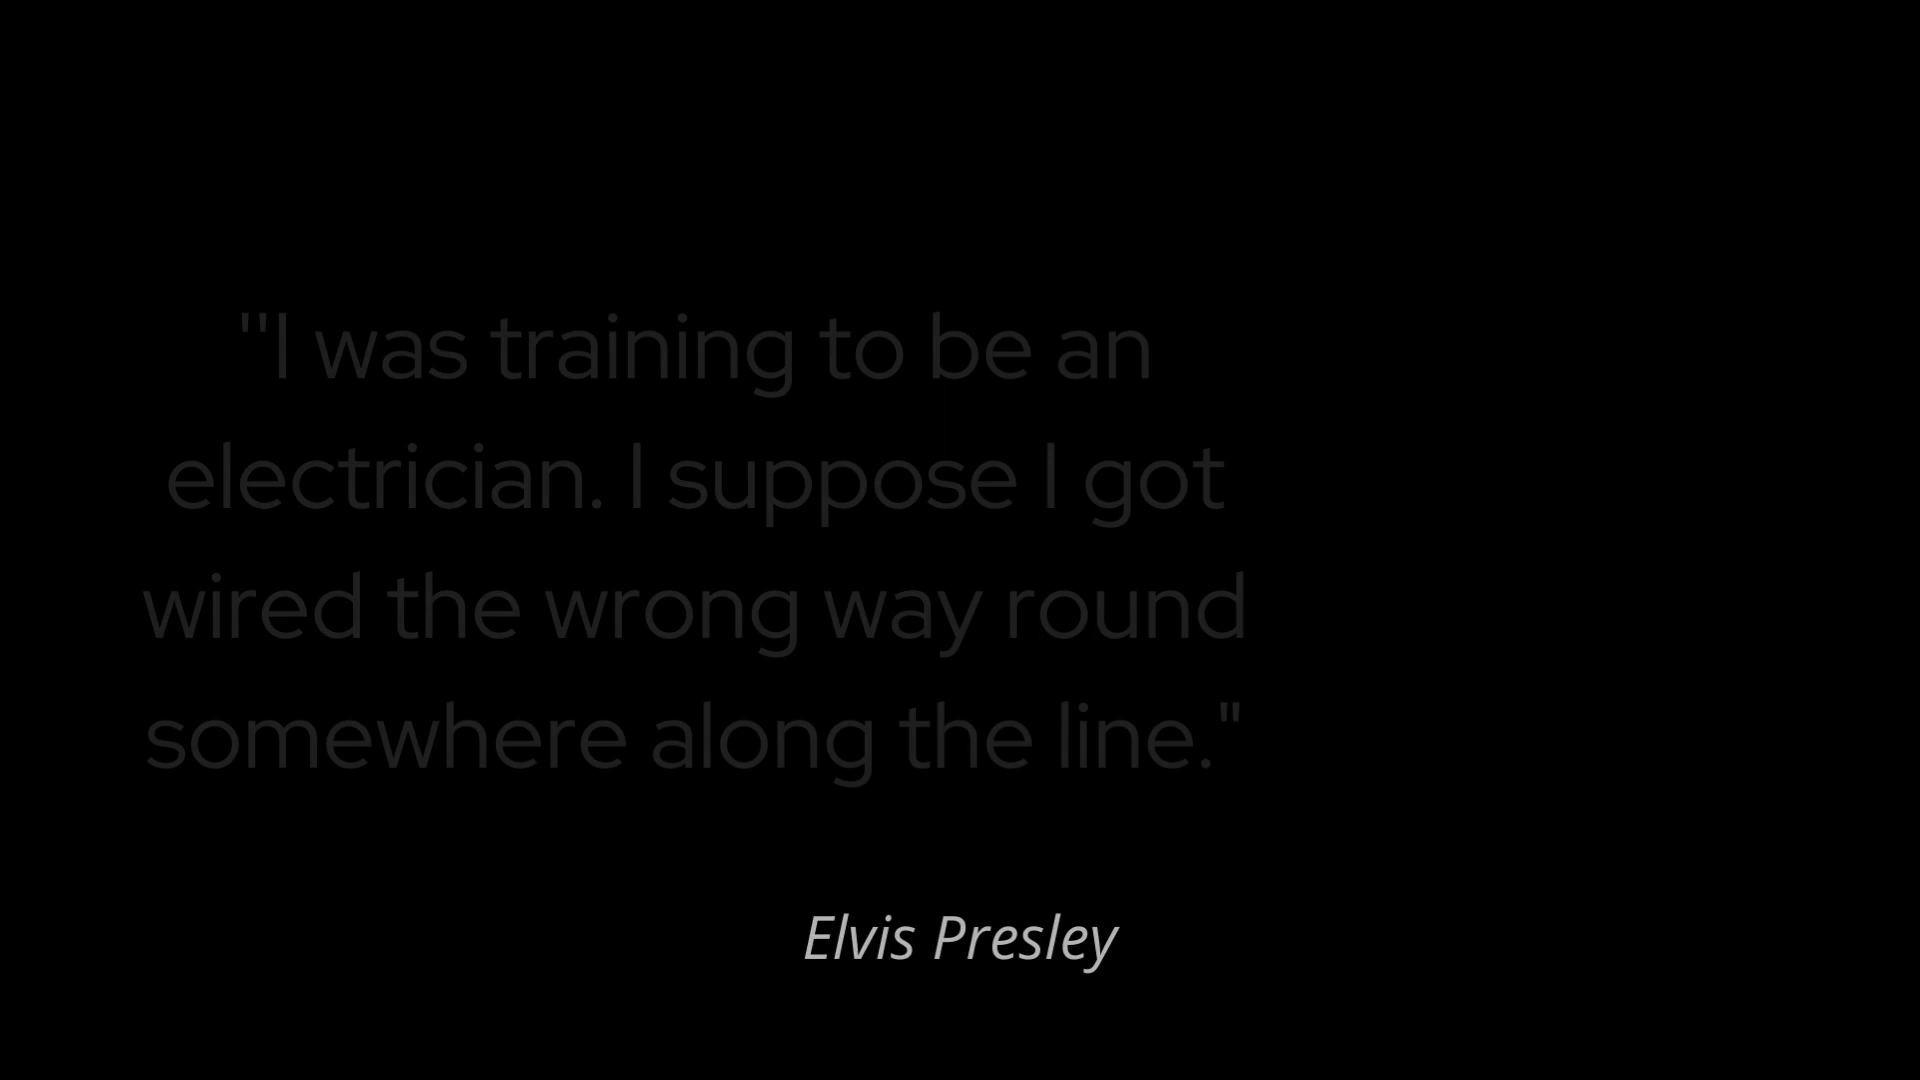 "I was training to be an
electrician. I suppose I got
wired the wrong way round
somewhere along the line."
Elvis Presley